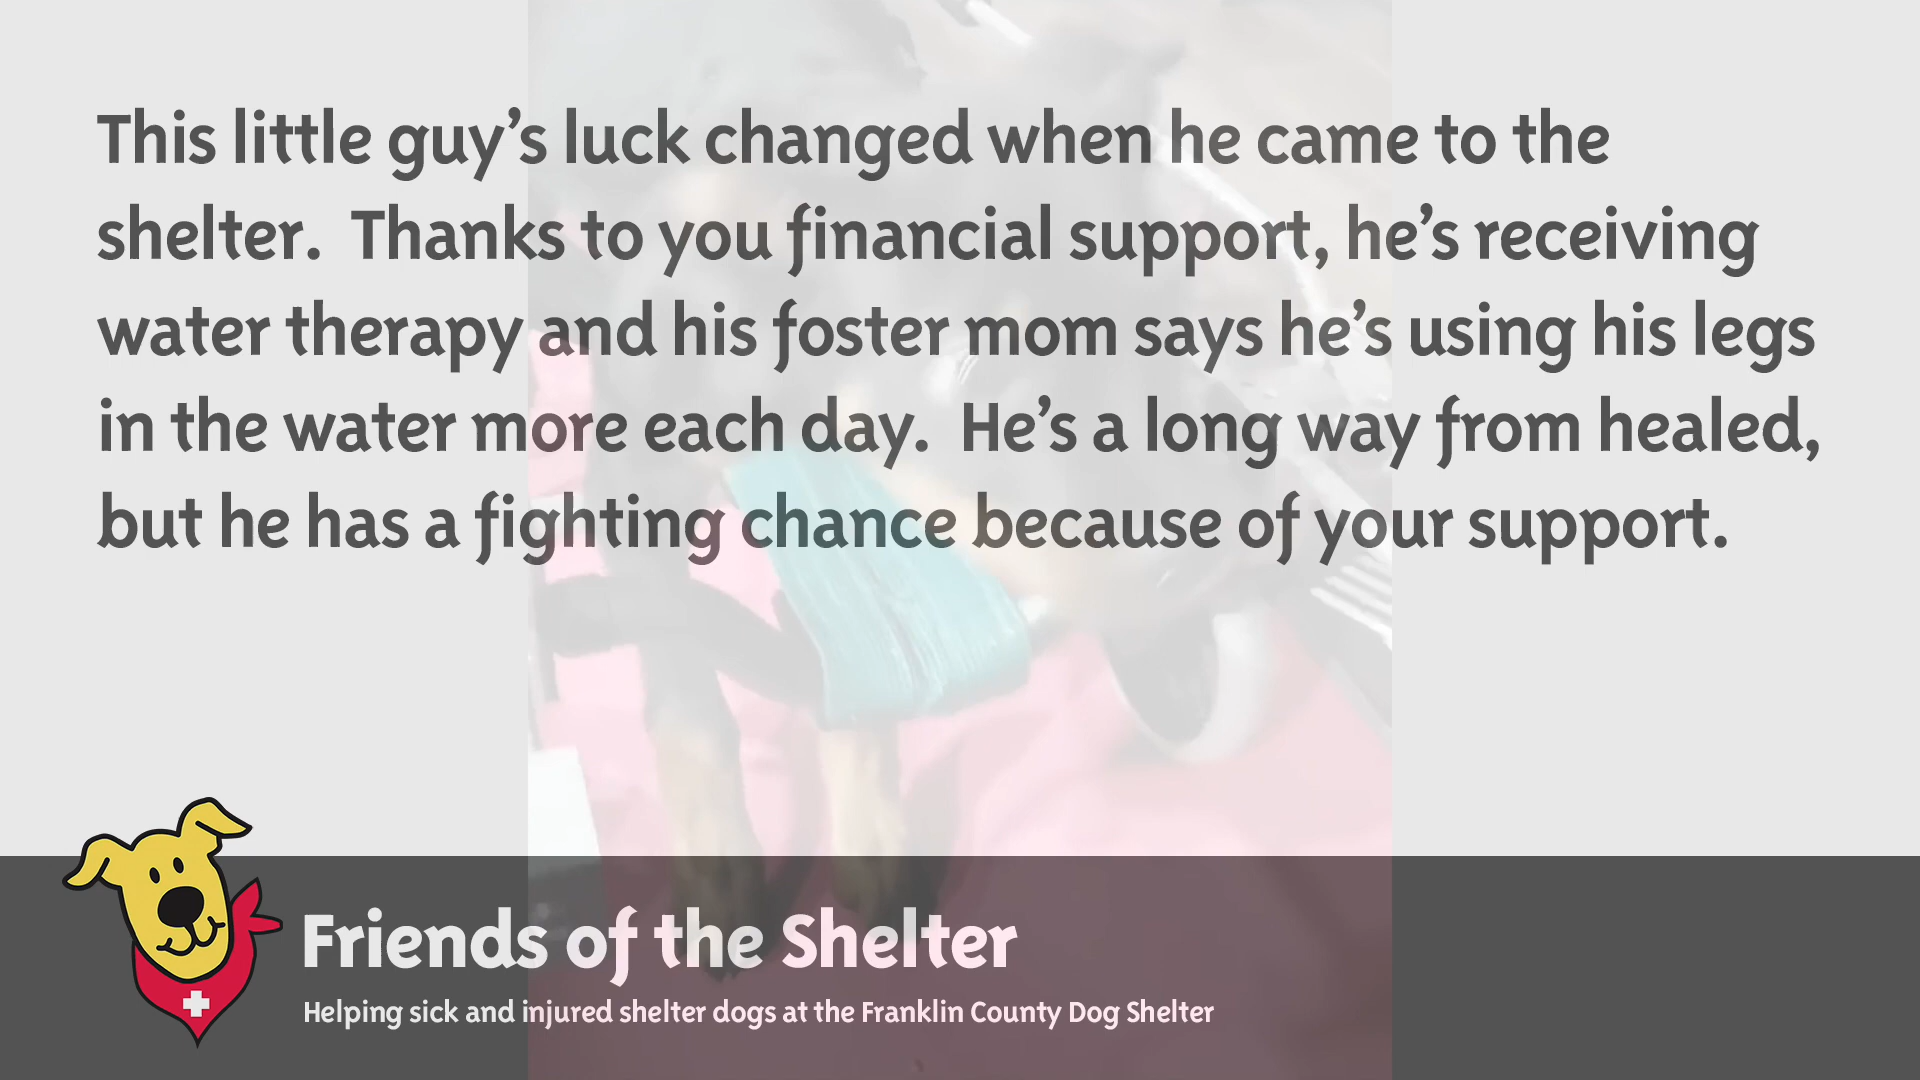 This little guy’s luck changed when he came to the
shelter.  Thanks to you financial support, he’s receiving
water therapy and his foster mom says he’s using his legs
in the water more each day.  He’s a long way from healed,
but he has a fighting chance because of your support.
Friends of the Shelter
Helping sick and injured shelter dogs at the Franklin County Dog Shelter